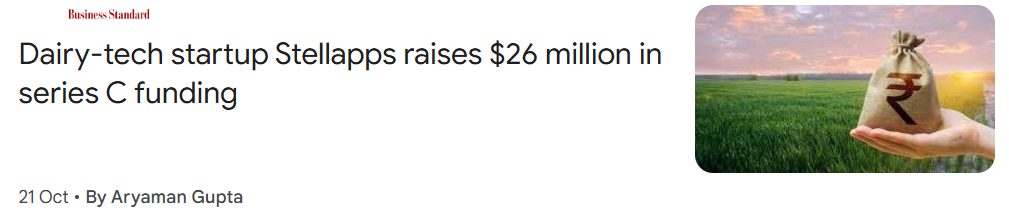 Business Standard
Dairy-tech startup Stellapps raises $26 million in
series C funding
₹
21 Oct • By Aryaman Gupta